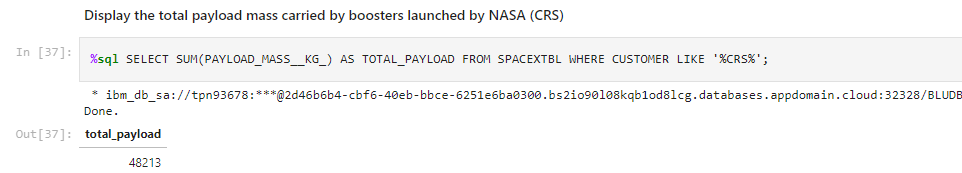 Display the total payload mass carried by boosters launched by NASA (CRS)
In [37]: %sql SELECT SUM(PAYLOAD_MASS__KG_) AS TOTAL_PAYLOAD FROM SPACEXTBL WHERE CUSTOMER LIKE '%CRS%';
* ibm_db_sa://tpn93678:***@2d46b6b4-cbf6-40eb-bbce-6251e6ba0300.bs2io90l08kqb1od8lcg.databases.appdomain.cloud:32328/BLUDB
Done.
Out[37]: total_payload
48213